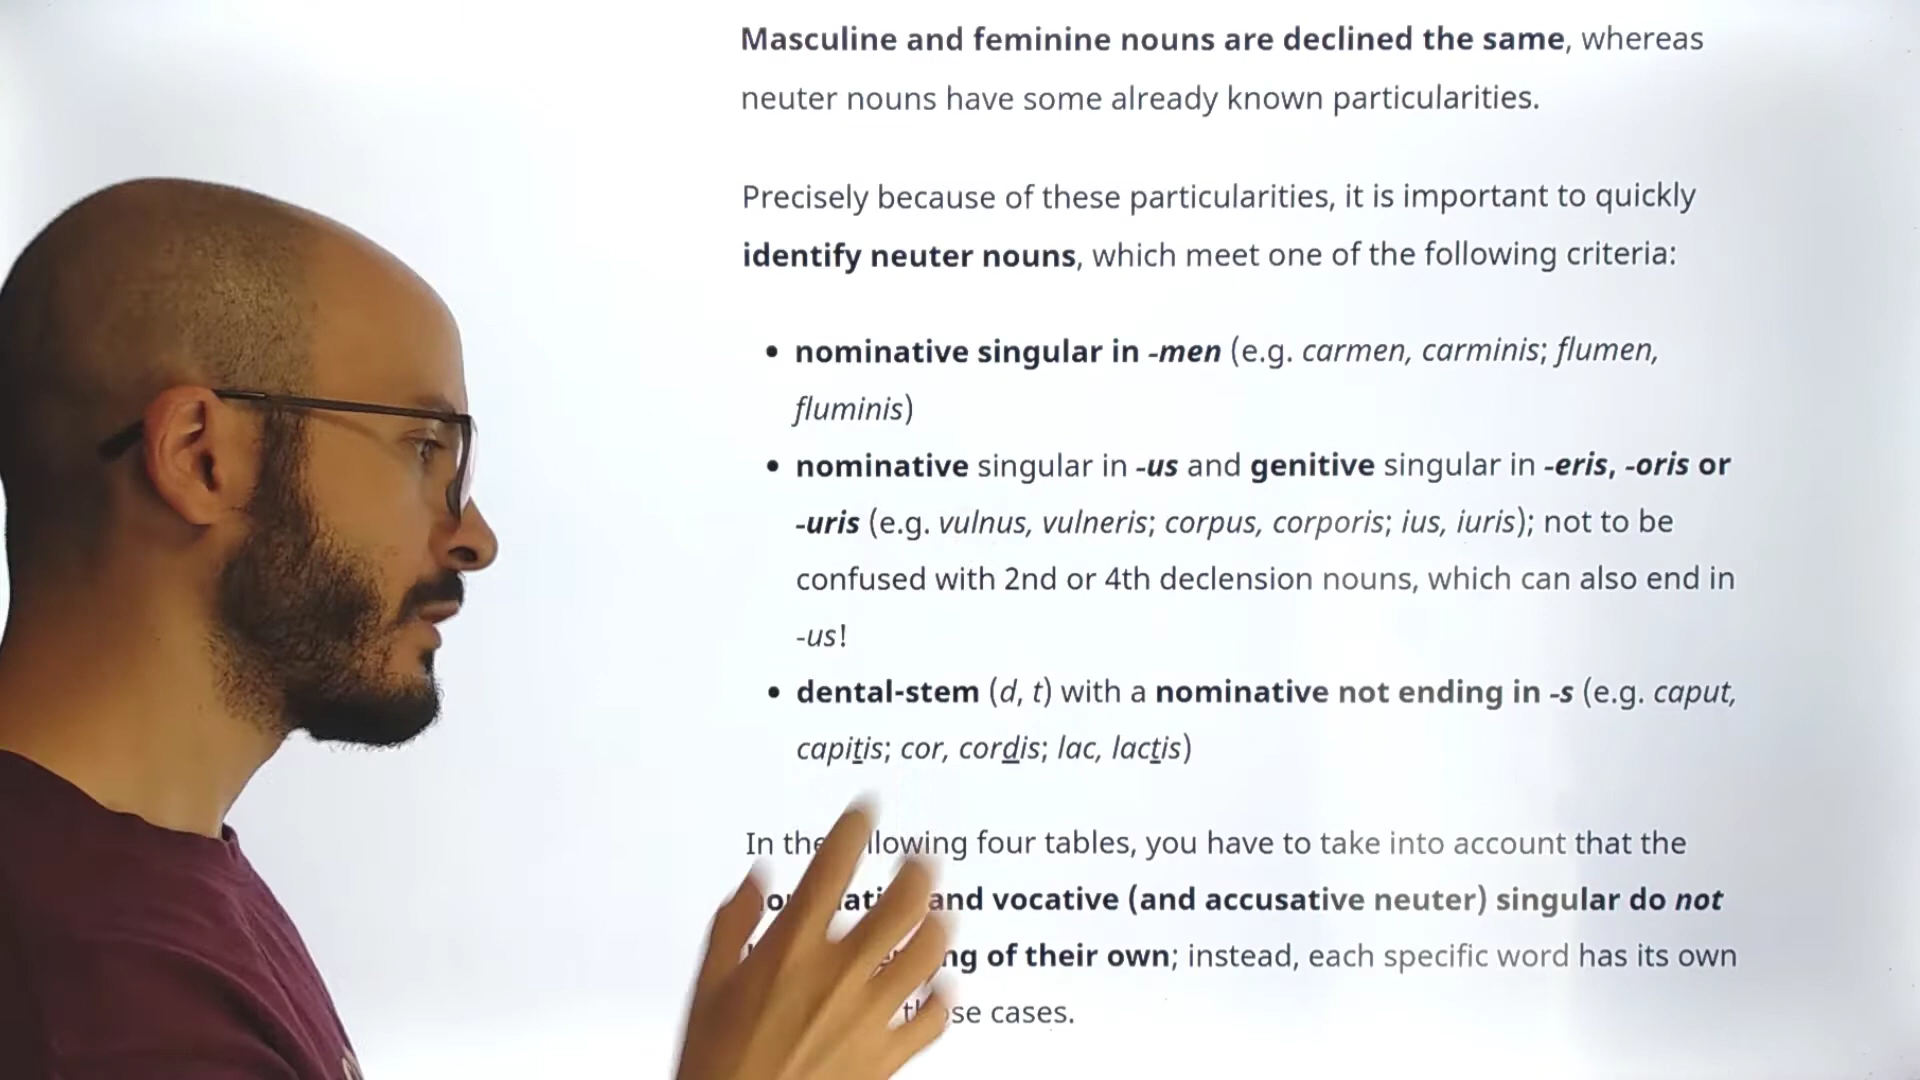 Masculine and feminine nouns are declined the same, whereas
neuter nouns have some already known particularities.
Precisely because of these particularities, it is important to quickly
identify neuter nouns, which meet one of the following criteria:
• nominative singular in -men (e.g. carmen, carminis; flumen,
fluminis)
• nominative singular in -us and genitive singular in -eris, -oris or
-uris (e.g. vulnus, vulneris; corpus, corporis; ius, iuris); not to be
confused with 2nd or 4th declension nouns, which can also end in
-us!
• dental-stem (d, t) with a nominative not ending in -s (e.g. caput,
capitis; cor, cordis; lac, lactis)
In the four tables, you have to take into account that the
and vocative (and accusative neuter) singular do not
of their own; instead, each specific word has its own
cases.